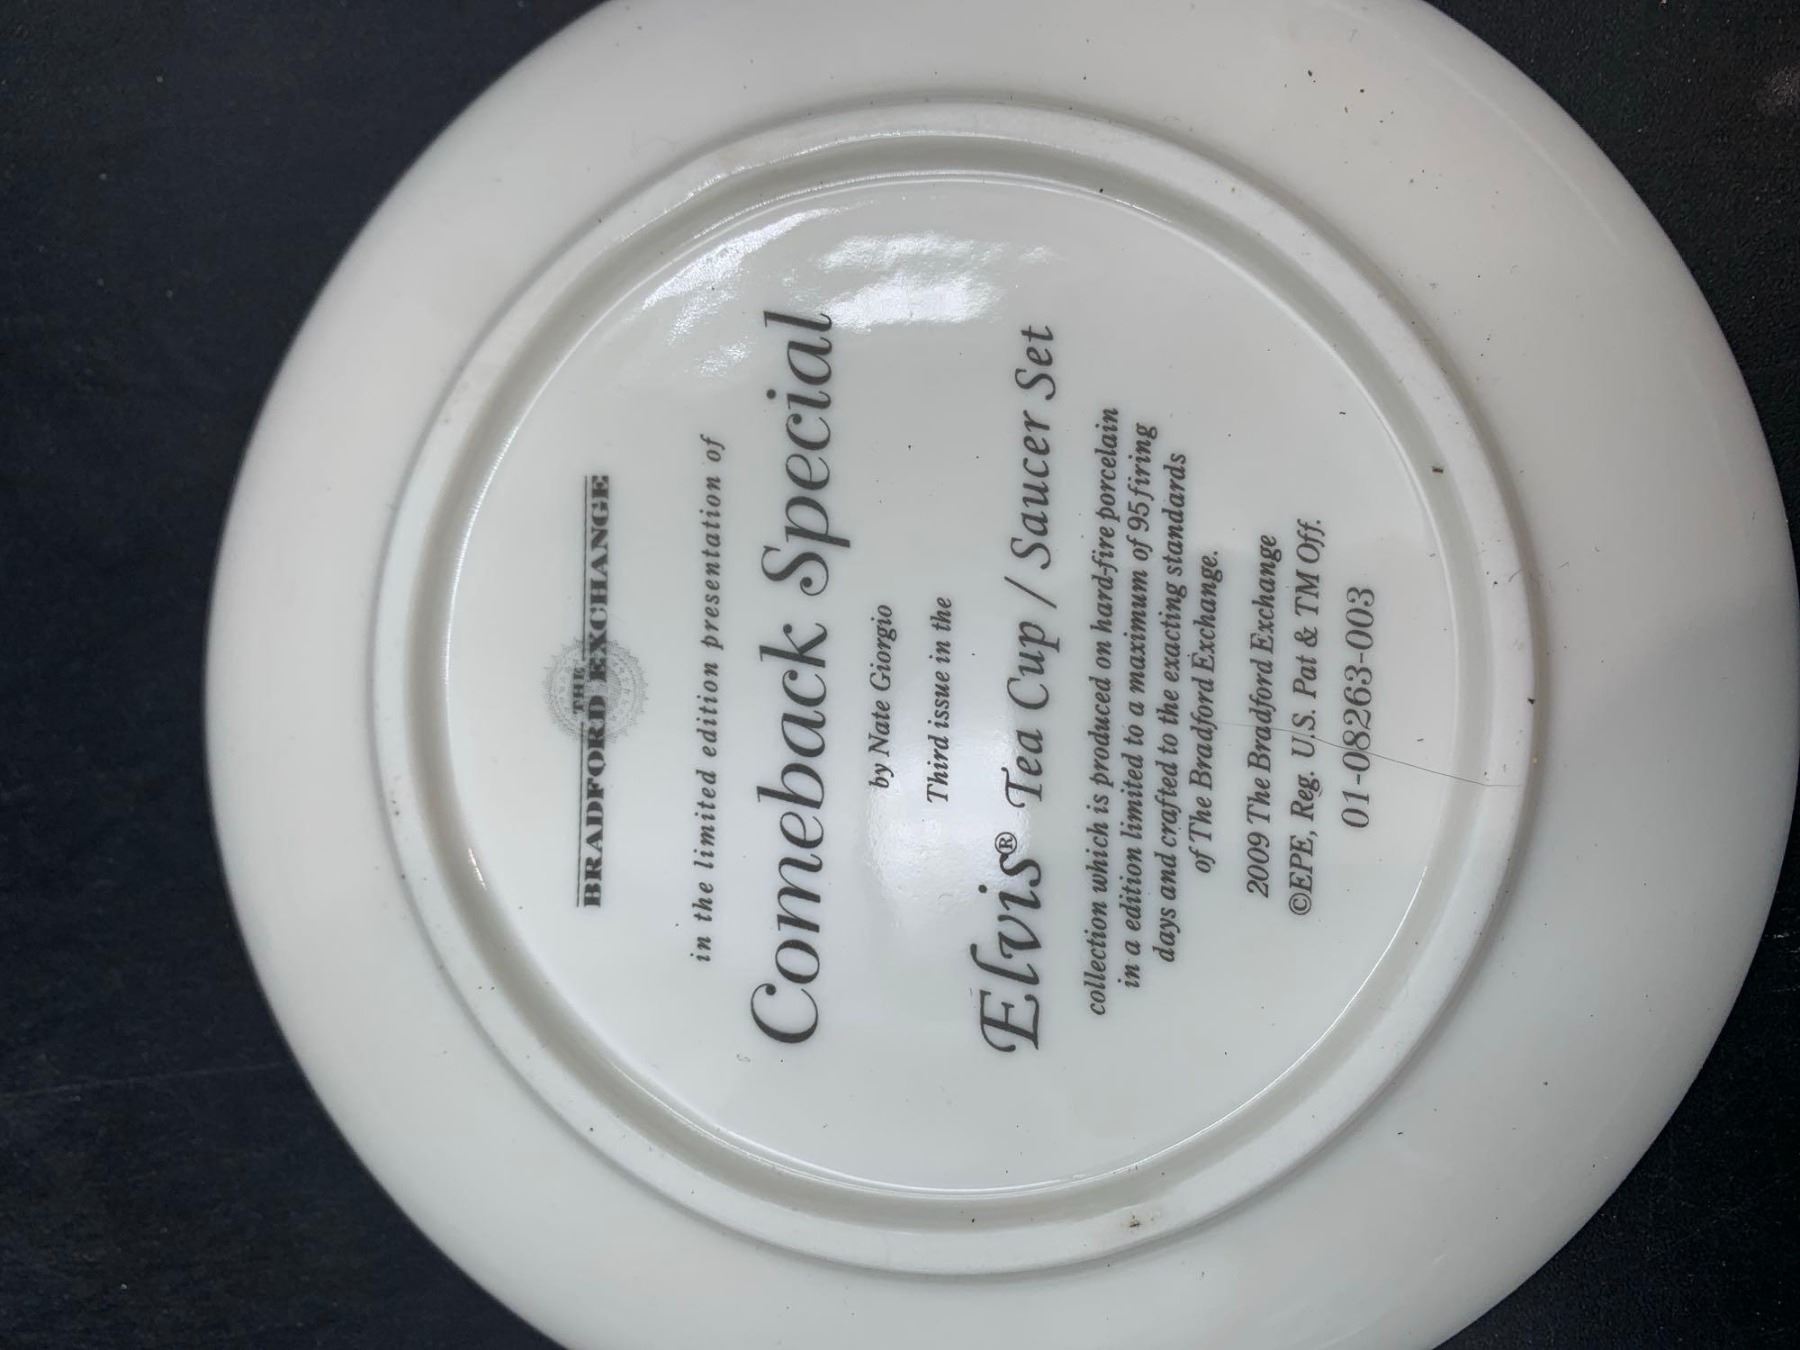 THE
BRADFORD EXCHANGE
in the limited edition presentation of
Comeback Special
by Nate Giorgio
Third issue in the
Elvis® Tea Cup / Saucer Set
collection which is produced on hard-fire porcelain
in a edition limited to a maximum of 95 firing
days and crafted to the exacting standards
of The Bradford Exchange.
2009 The Bradford Exchange
©EPE, Reg. U.S. Pat & TM Off.
01-08263-003